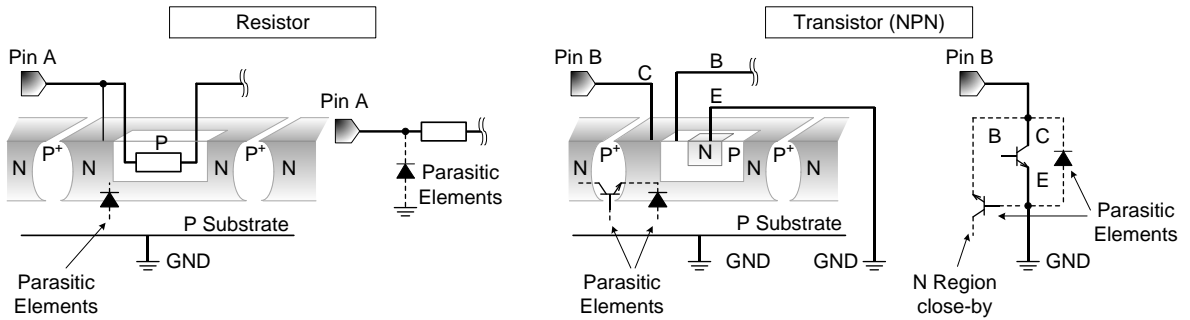 Resistor
Transistor (NPN)
Pin A
Pin B
C
B
E
Pin B
Pin A
N
P+
N
P
N
P+
N
Parasitic
Elements
N
P+
N
P
P+
N
N
B
C
E
P Substrate
GND
Parasitic
Elements
P Substrate
GND
GND
Parasitic
Elements
Parasitic
Elements
GND
N Region
close-by